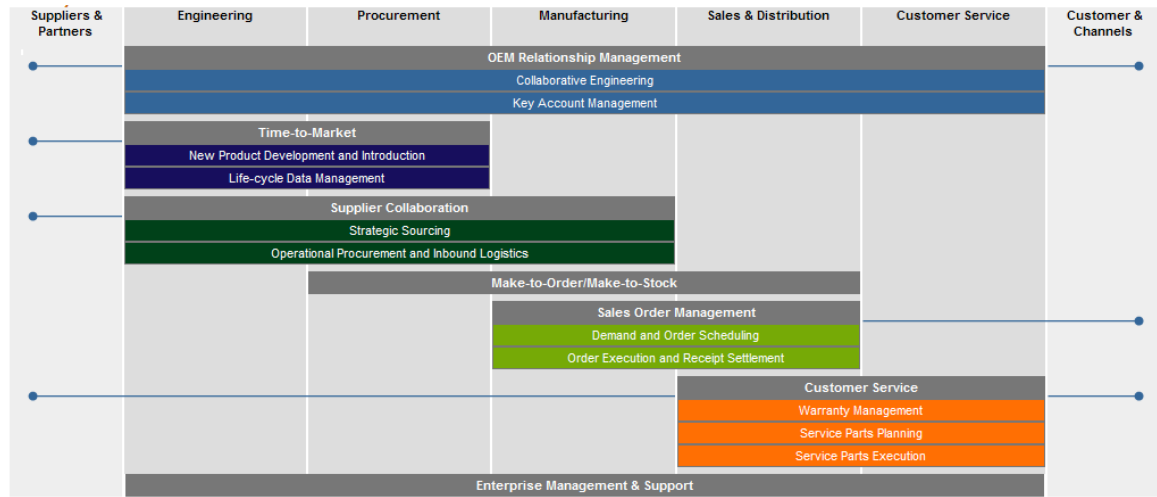 Suppliers &
Partners
Engineering
Procurement
Manufacturing
Sales & Distribution
Customer Service
Customer &
Channels
OEM Relationship Management
Collaborative Engineering
Key Account Management
Time-to-Market
New Product Development and Introduction
Life-cycle Data Management
Supplier Collaboration
Strategic Sourcing
Operational Procurement and Inbound Logistics
Make-to-Order/Make-to-Stock
Sales Order Management
Demand and Order Scheduling
Order Execution and Receipt Settlement
Customer Service
Warranty Management
Service Parts Planning
Service Parts Execution
Enterprise Management & Support